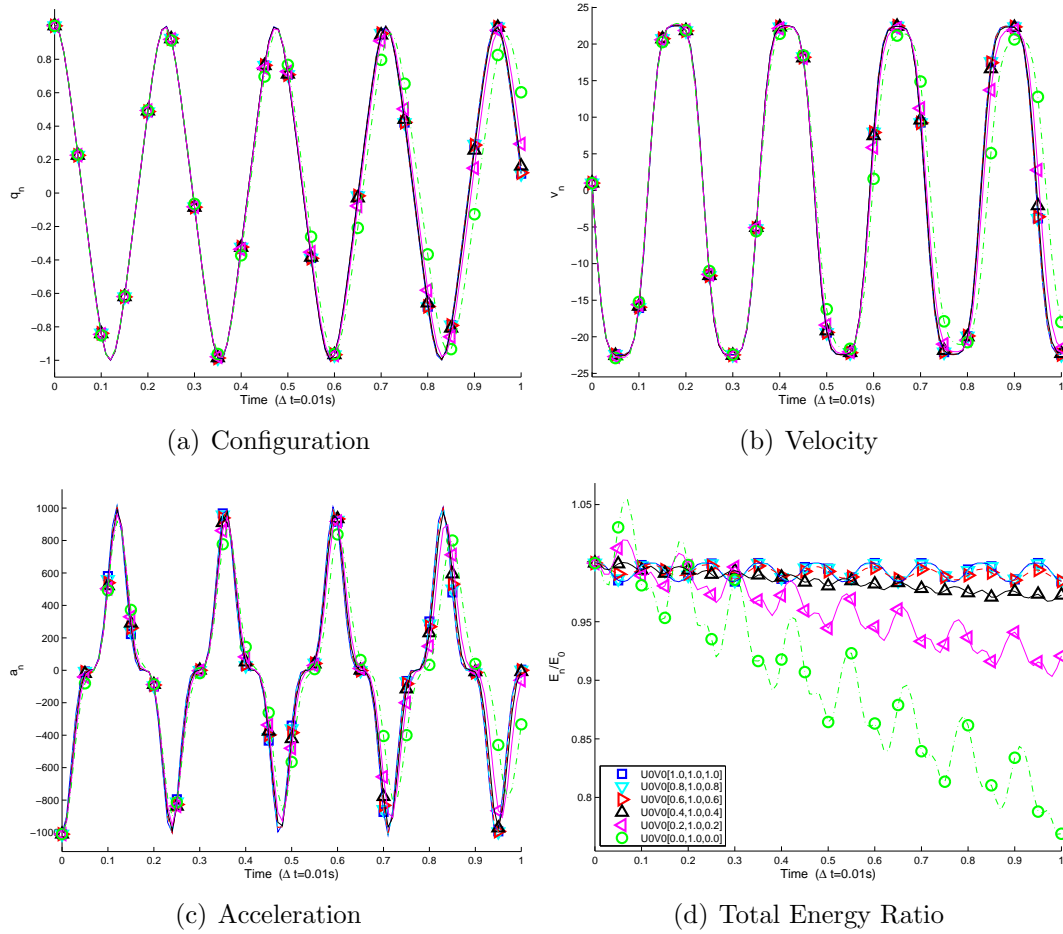 1
0.8
0.6
0.4
0.2
0
−0.2
−0.4
−0.6
−0.8
−1
q_n
0 0.1 0.2 0.3 0.4 0.5 0.6 0.7 0.8 0.9 1
Time (Δ t=0.01s)
(a) Configuration
25
20
15
10
5
0
−5
−10
−15
−20
−25
v_n
0 0.1 0.2 0.3 0.4 0.5 0.6 0.7 0.8 0.9 1
Time (Δ t=0.01s)
(b) Velocity
1000
800
600
400
200
0
−200
−400
−600
−800
−1000
a_n
0 0.1 0.2 0.3 0.4 0.5 0.6 0.7 0.8 0.9 1
Time (Δ t=0.01s)
(c) Acceleration
1.05
1
0.95
0.9
0.85
0.8
E_n/E_0
U0V0[1.0,1.0,1.0]
U0V0[0.8,1.0,0.8]
U0V0[0.6,1.0,0.6]
U0V0[0.4,1.0,0.4]
U0V0[0.2,1.0,0.2]
U0V0[0.0,1.0,0.0]
0 0.1 0.2 0.3 0.4 0.5 0.6 0.7 0.8 0.9 1
Time (Δ t=0.01s)
(d) Total Energy Ratio